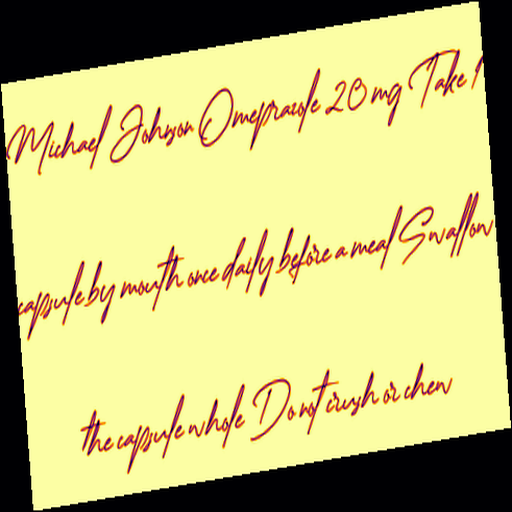 Michael Johnson Omeprazole 20 mg Take 1
capsule by mouth once daily before a meal Swallow
the capsule whole Do not crush or chew